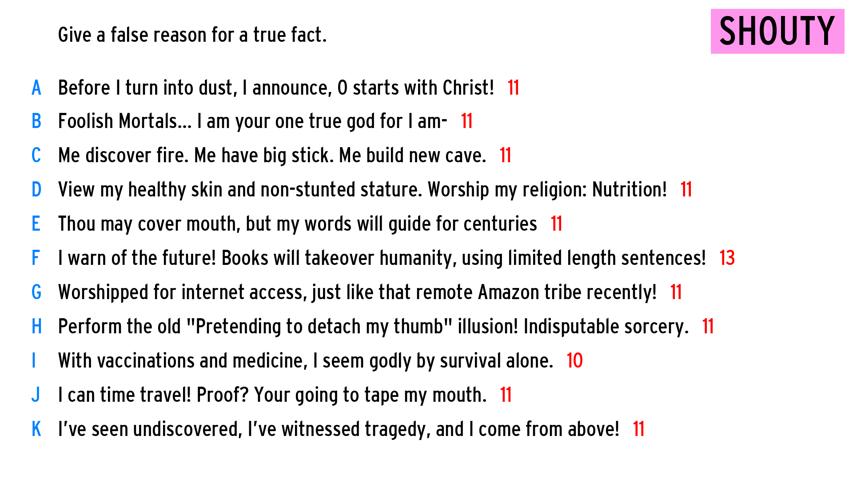 Give a false reason for a true fact.
SHOUTY
A Before I turn into dust, I announce, O starts with Christ! 11
B Foolish Mortals... I am your one true god for I am- 11
C Me discover fire. Me have big stick. Me build new cave. 11
D View my healthy skin and non-stunted stature. Worship my religion: Nutrition! 11
E Thou may cover mouth, but my words will guide for centuries 11
F I warn of the future! Books will takeover humanity, using limited length sentences! 13
G Worshipped for internet access, just like that remote Amazon tribe recently! 11
H Perform the old "Pretending to detach my thumb" illusion! Indisputable sorcery. 11
I With vaccinations and medicine, I seem godly by survival alone. 10
J I can time travel! Proof? Your going to tape my mouth. 11
K I've seen undiscovered, I've witnessed tragedy, and I come from above! 11